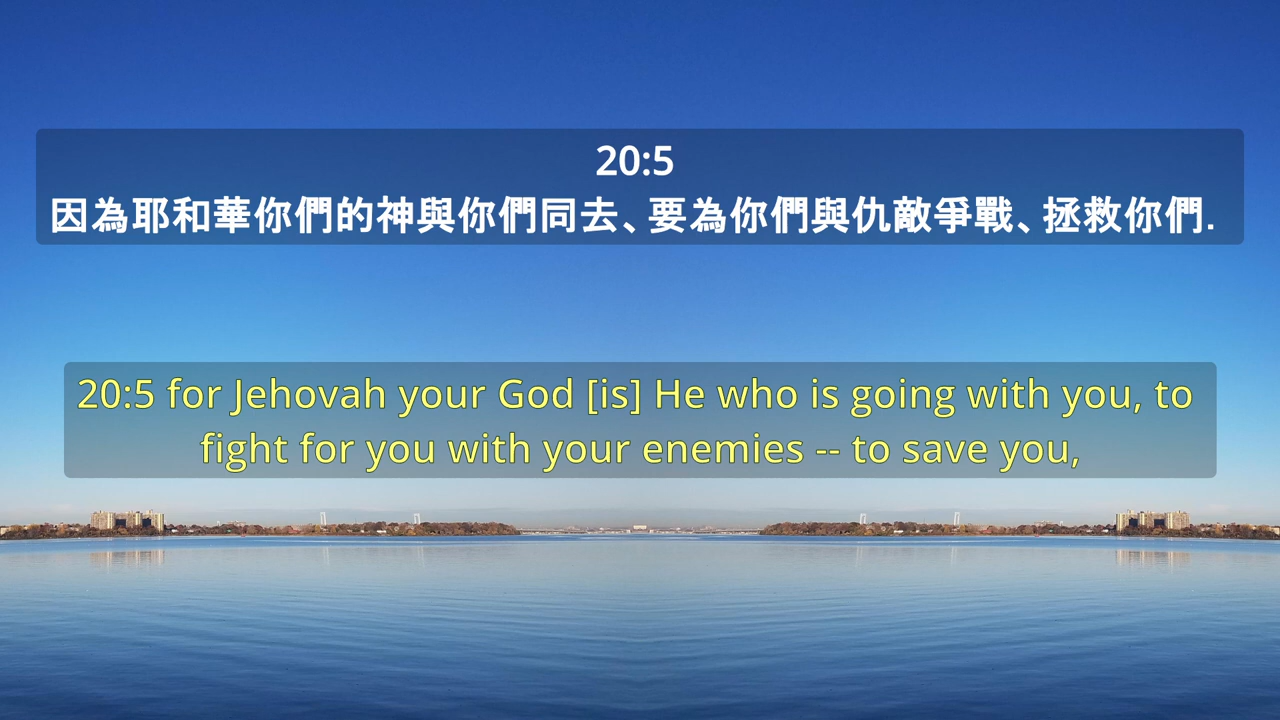 20:5
因為耶和華你們的神與你們同去、要為你們與仇敵爭戰、拯救你們.
20:5 for Jehovah your God [is] He who is going with you, to
fight for you with your enemies -- to save you,